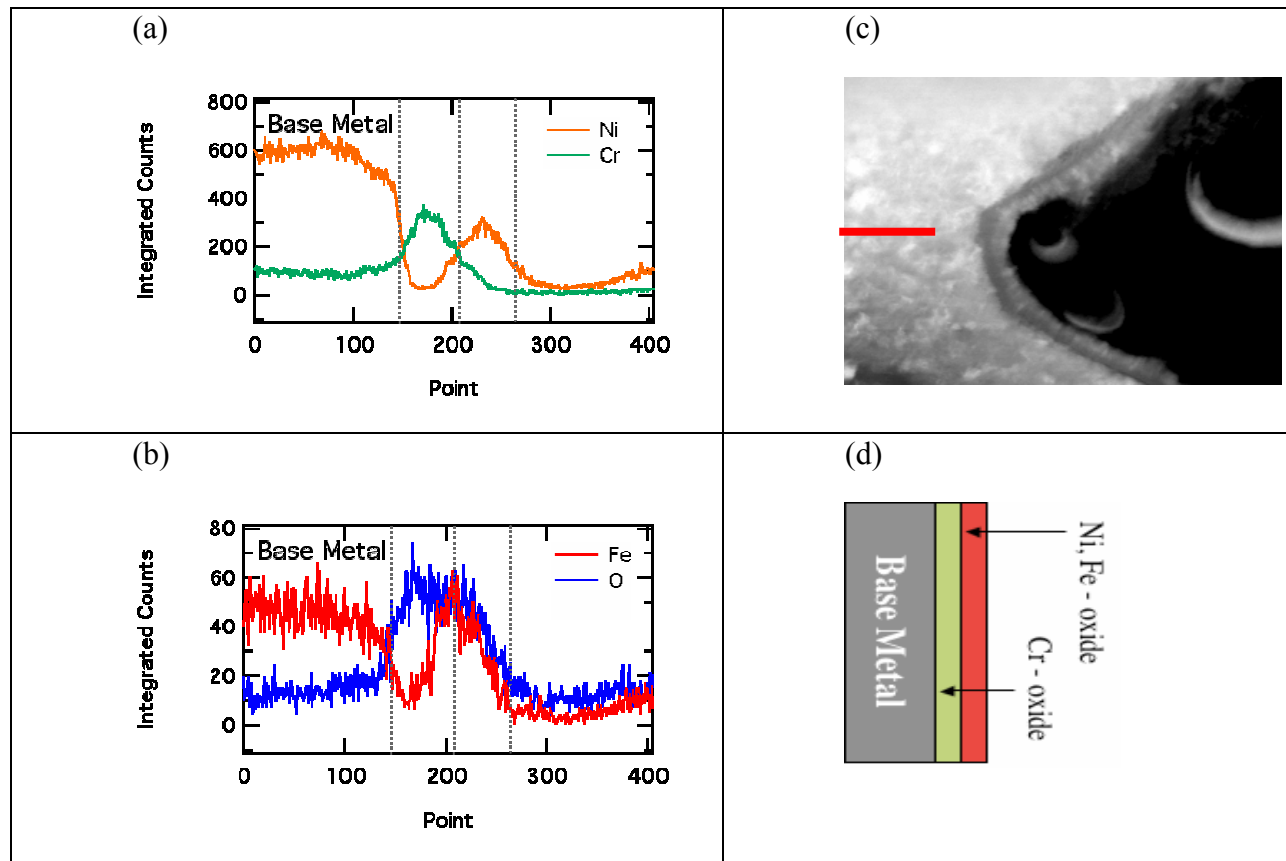 (a)
800
600
400
200
0
Integrated Counts
Base Metal
Ni
Cr
0 100 200 300 400
Point
(c)
(b)
80
60
40
20
0
Integrated Counts
Base Metal
Fe
O
0 100 200 300 400
Point
(d)
Base Metal
Ni, Fe - oxide
Cr - oxide